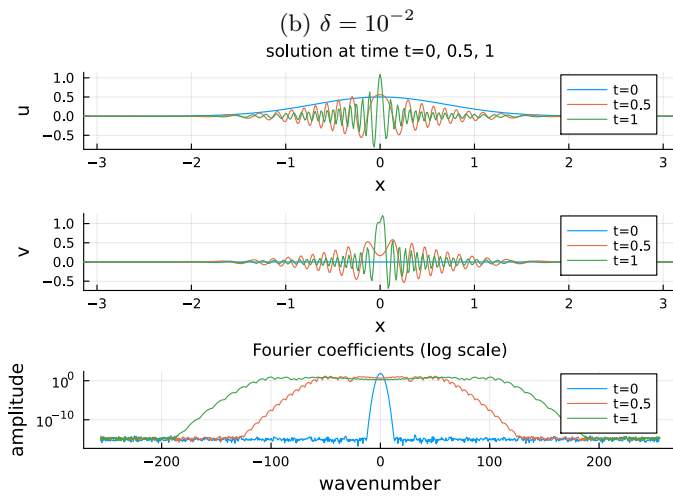 (b) δ = 10⁻²
solution at time t=0, 0.5, 1
1.0
0.5
0.0
−0.5
u
t=0
t=0.5
t=1
−3 −2 −1 0 1 2 3
x
1.0
0.5
0.0
−0.5
v
t=0
t=0.5
t=1
−3 −2 −1 0 1 2 3
x
Fourier coefficients (log scale)
10⁰
10⁻¹⁰
amplitude
t=0
t=0.5
t=1
−200 −100 0 100 200
wavenumber